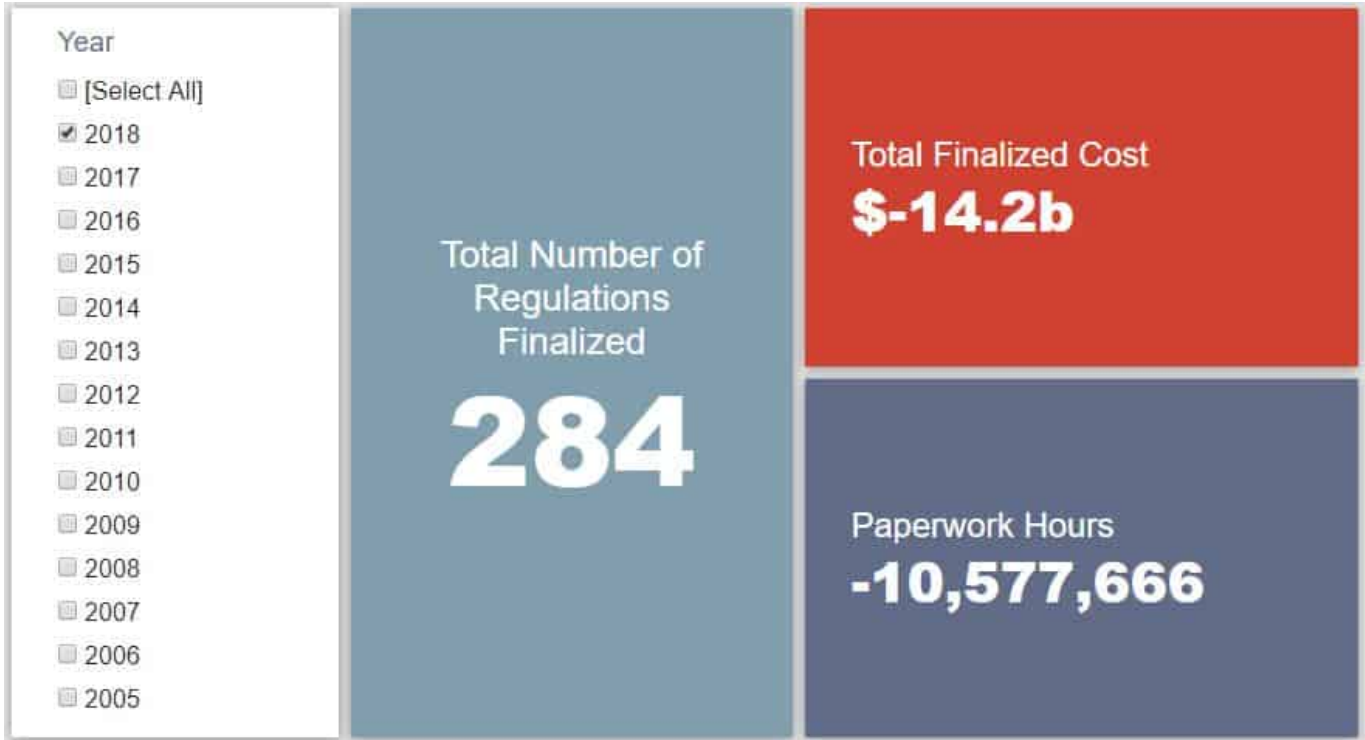 Year
[Select All]
2018
2017
2016
2015
2014
2013
2012
2011
2010
2009
2008
2007
2006
2005
Total Number of
Regulations
Finalized
284
Total Finalized Cost
$-14.2b
Paperwork Hours
-10,577,666